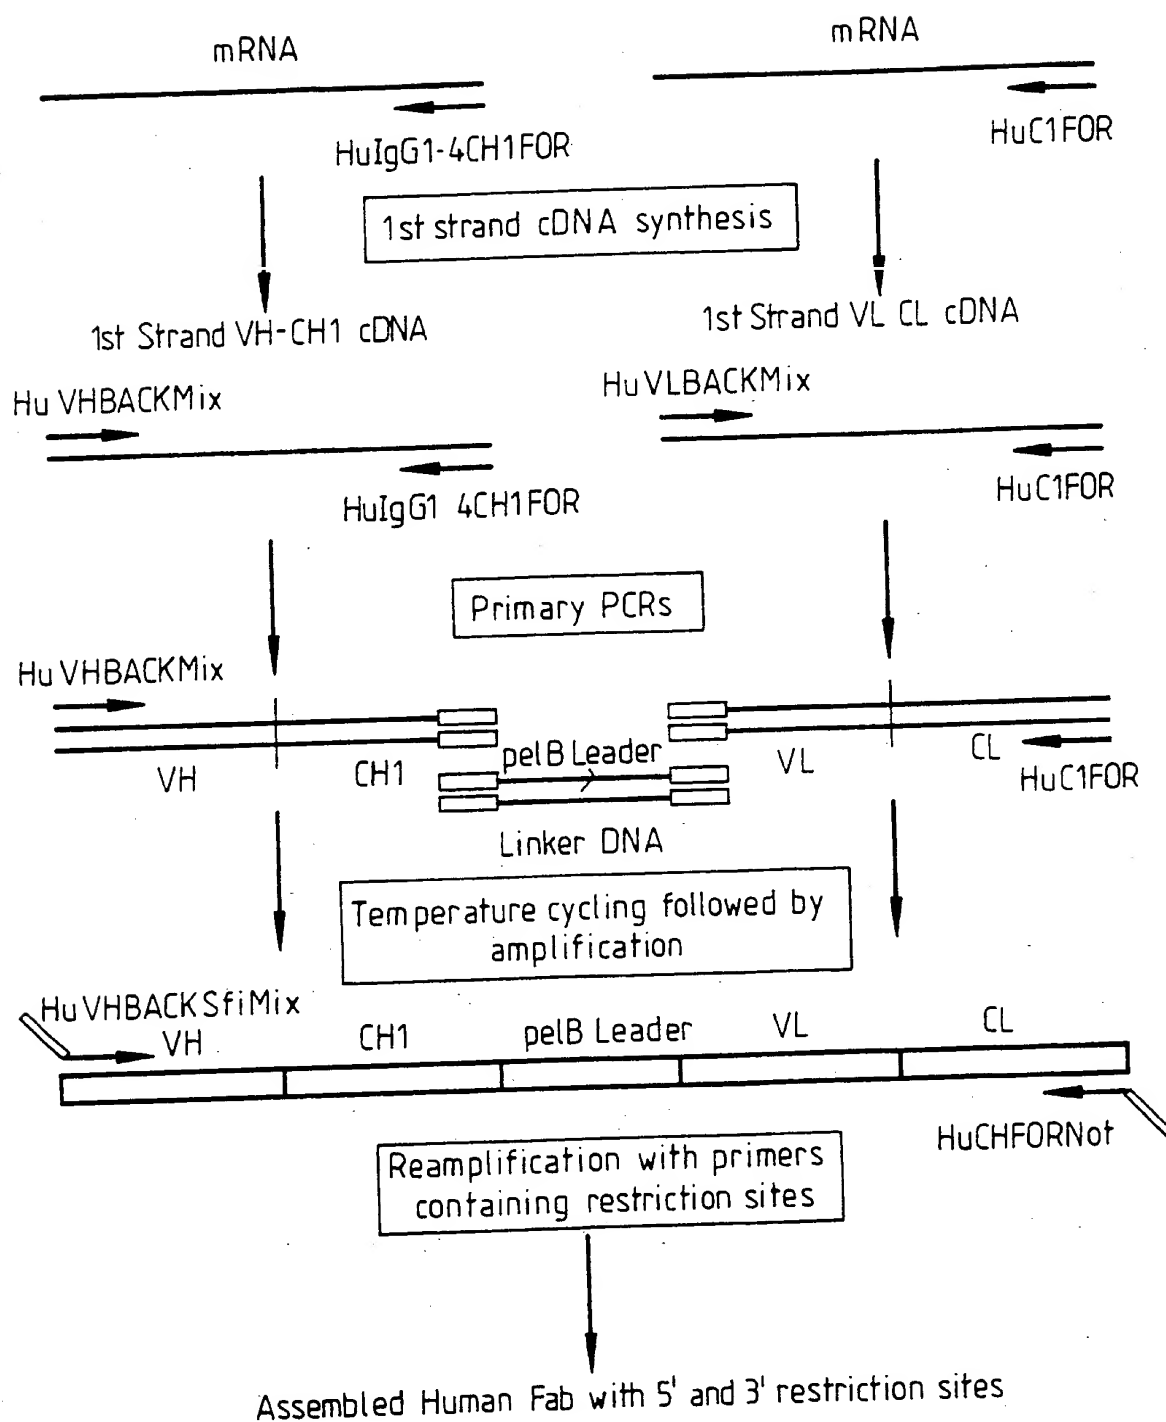 mRNA
mRNA
HuIgG1-4CH1FOR
HuC1FOR
1st strand cDNA synthesis
1st Strand VH-CH1 cDNA
1st Strand VL CL cDNA
Hu VHBACKMix
Hu VLBACKMix
HuIgG1 4CH1FOR
HuC1FOR
Primary PCRs
Hu VHBACKMix
VH
CH1
pelB Leader
VL
CL
HuC1FOR
Linker DNA
Temperature cycling followed by
amplification
Hu VHBACKSfiMix
VH
CH1
pelB Leader
VL
CL
HuCHFORNot
Reamplification with primers
containing restriction sites
Assembled Human Fab with 5' and 3' restriction sites